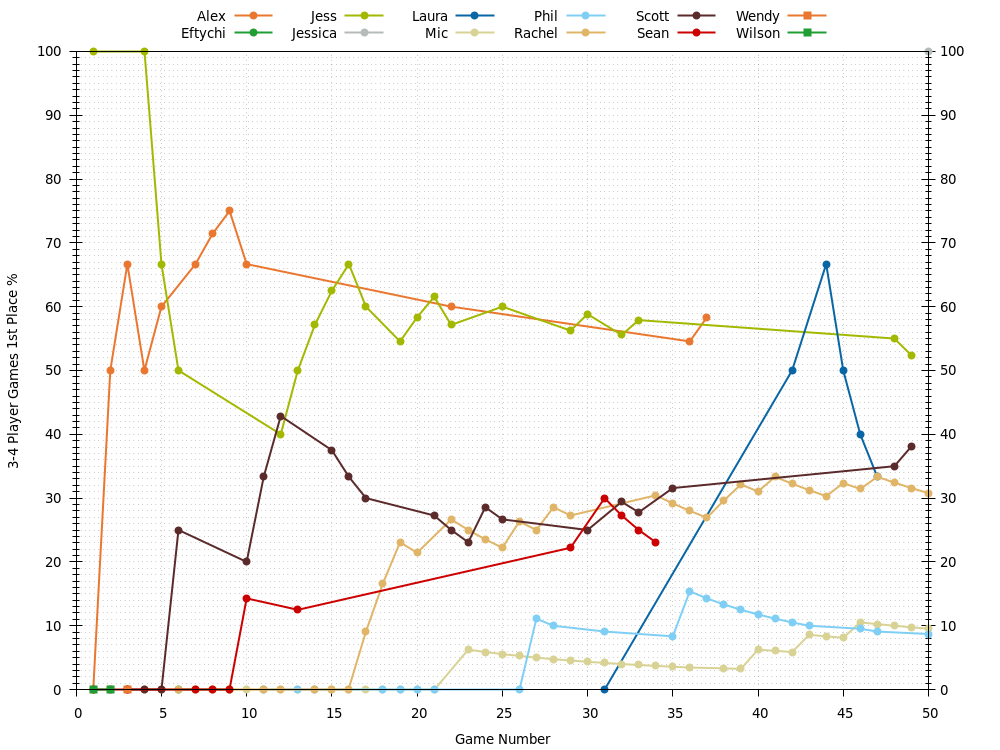 Alex Jess Laura Phil Scott Wendy
Eftychi Jessica Mic Rachel Sean Wilson
100 100
90 90
80 80
70 70
60 60
50 50
40 40
30 30
20 20
10 10
0 0
0 5 10 15 20 25 30 35 40 45 50
3-4 Player Games 1st Place %
Game Number